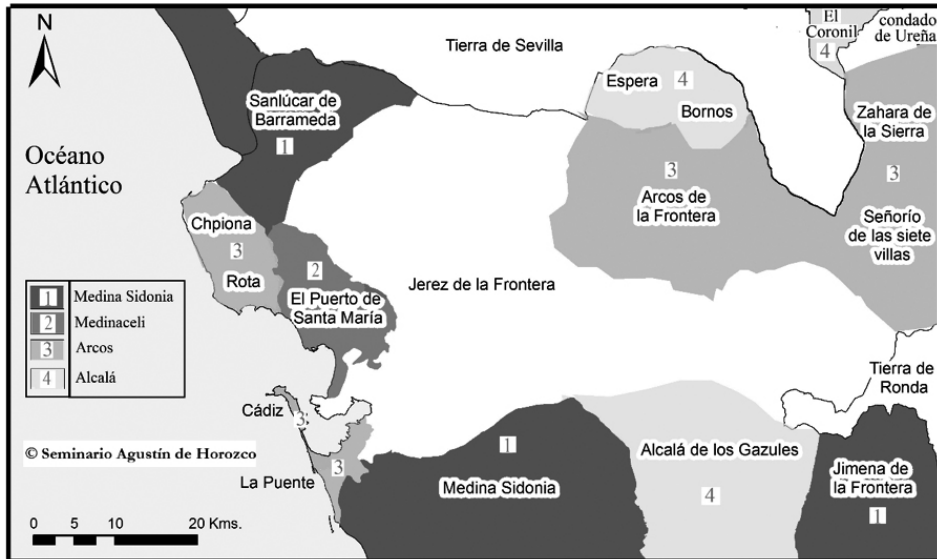 N
Océano
Atlántico
Tierra de Sevilla
El
Coronil
4
condado
de Ureña
Sanlúcar de
Barrameda
1
Espera
4
Bornos
Zahara de
la Sierra
3
Señorío
de las siete
villas
3
Arcos de
la Frontera
Chpiona
3
Rota
2
El Puerto de
Santa María
Jerez de la Frontera
1 Medina Sidonia
2 Medinaceli
3 Arcos
4 Alcalá
Tierra de
Ronda
Cádiz
3
© Seminario Agustín de Horozco
La Puente
3
1
Medina Sidonia
Alcalá de los Gazules
4
Jimena de
la Frontera
1
0 5 10 20 Kms.